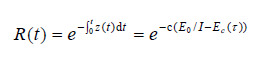 R(t) = e^{-∫_0^t z(t)dt} = e^{-c(E_0/I-E_c(τ))}